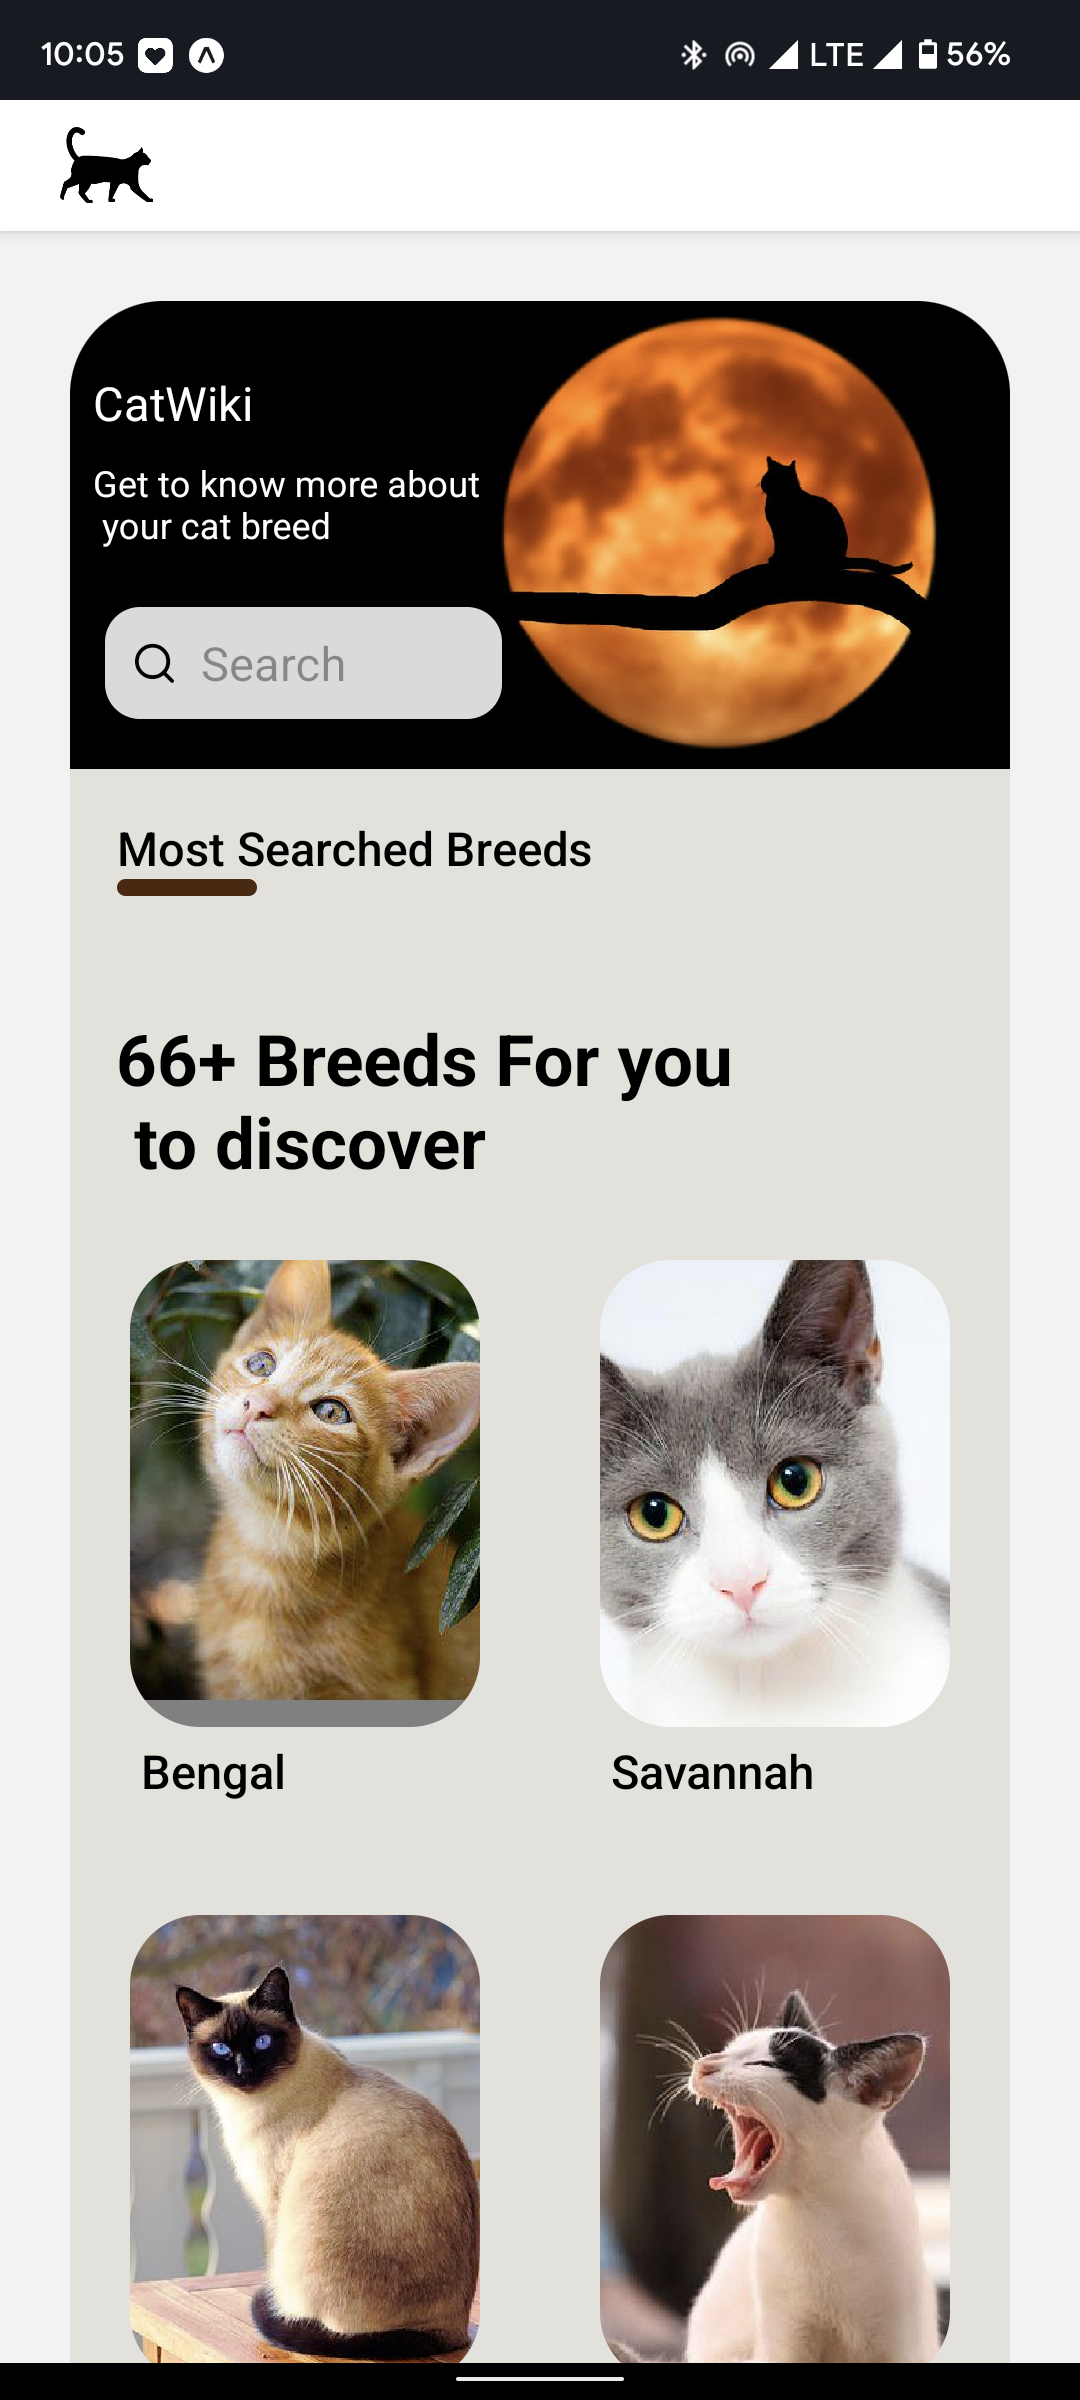 10:05 LTE 56%
CatWiki
Get to know more about
your cat breed
Search
Most Searched Breeds
66+ Breeds For you
to discover
Bengal Savannah